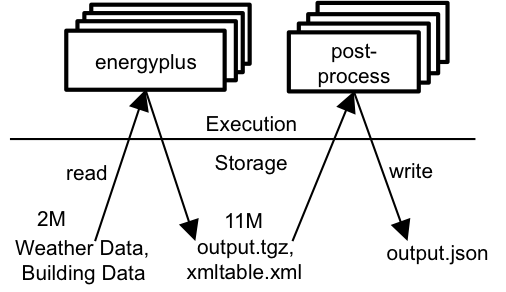 energyplus
post-
process
Execution
Storage
read
write
2M
Weather Data,
Building Data
11M
output.tgz,
xmltable.xml
output.json